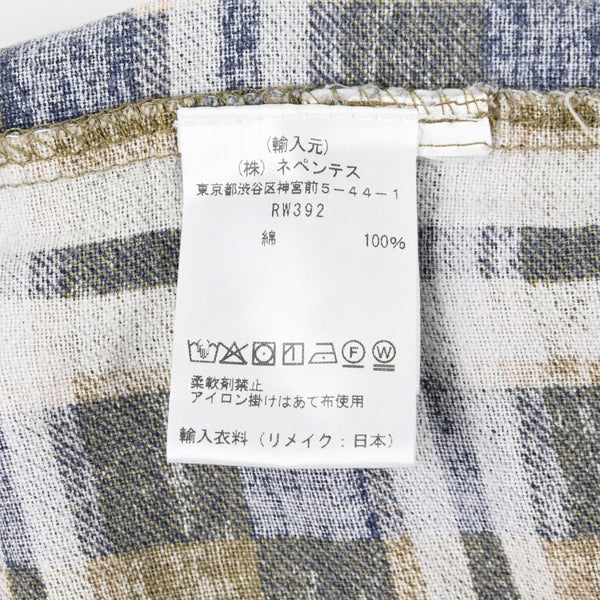 (輸入元)
(株) ネペンテス
東京都渋谷区神宮前5-44-1
RW392
綿 100%
F W
柔軟剤禁止
アイロン掛けはあて布使用
輸入衣料 (リメイク:日本)